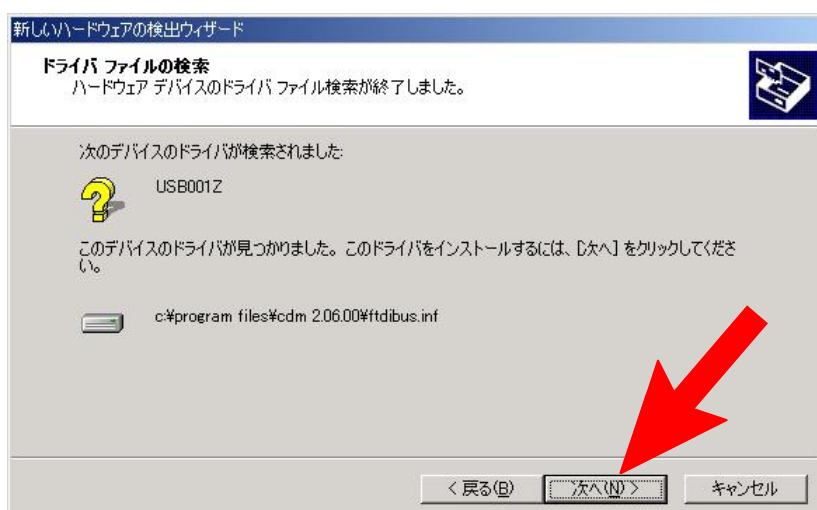 新しいハードウェアの検出ウィザード
ドライバ ファイルの検索
ハードウェア デバイスのドライバ ファイル検索が終了しました。
次のデバイスのドライバが検索されました:
USB001Z
このデバイスのドライバが見つかりました。このドライバをインストールするには、[次へ] をクリックしてくださ
い。
c:¥program files¥cdm 2.06.00¥ftdibus.inf
< 戻る(B)
次へ(N) >
キャンセル